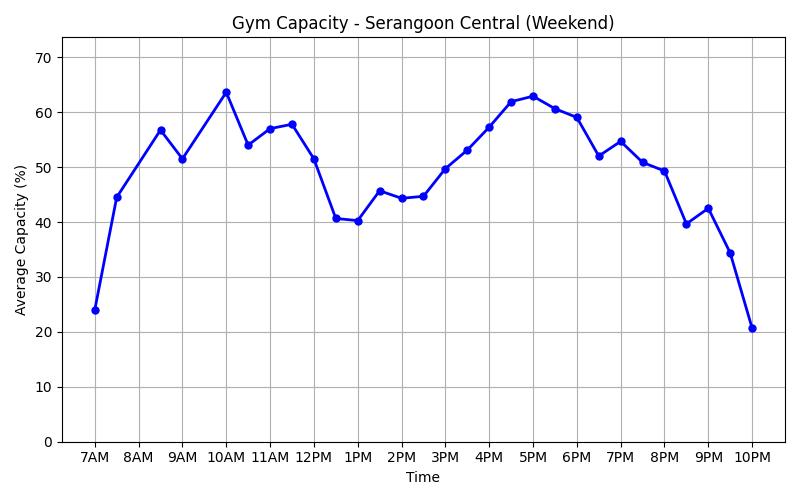 Gym Capacity - Serangoon Central (Weekend)
Average Capacity (%)
70
60
50
40
30
20
10
0
7AM 8AM 9AM 10AM 11AM 12PM 1PM 2PM 3PM 4PM 5PM 6PM 7PM 8PM 9PM 10PM
Time